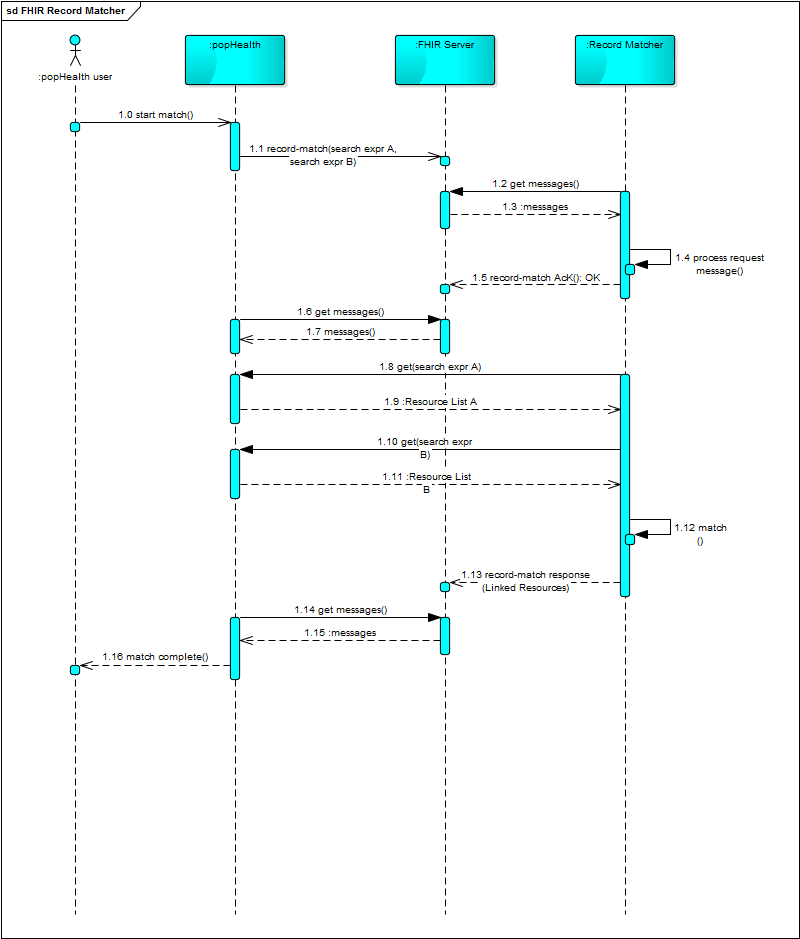 sd FHIR Record Matcher
:popHealth user
:popHealth
:FHIR Server
:Record Matcher
1.0 start match()
1.1 record-match(search expr A,
search expr B)
1.2 get messages()
1.3 :messages
1.4 process request
message()
1.5 record-match AcK(): OK
1.6 get messages()
1.7 messages()
1.8 get(search expr A)
1.9 :Resource List A
1.10 get(search expr
B)
1.11 :Resource List
B
1.12 match
()
1.13 record-match response
(Linked Resources)
1.14 get messages()
1.15 :messages
1.16 match complete()